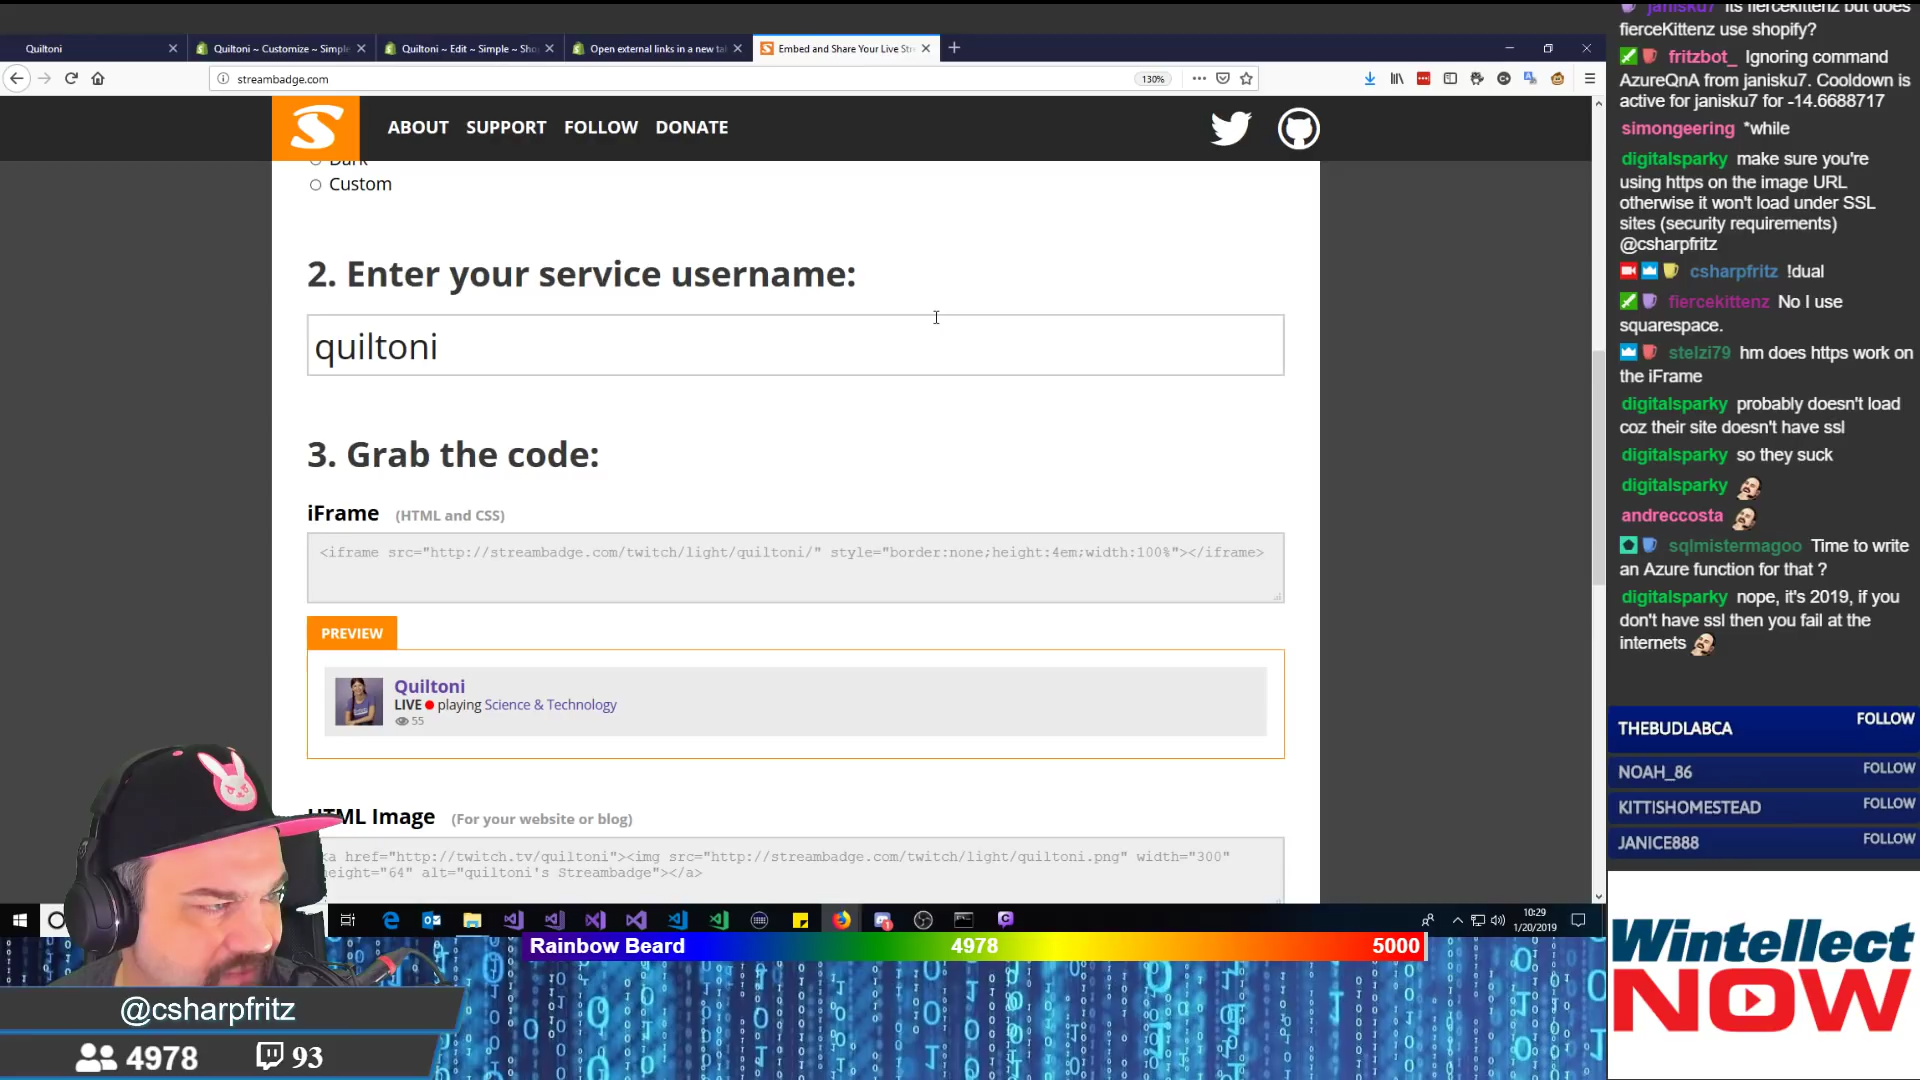 Quiltoni
Quiltoni ~ Customize ~ Simple
Quiltoni ~ Edit ~ Simple ~ Sho
Open external links in a new tal
Embed and Share Your Live Str
streambadge.com
130%
ABOUT SUPPORT FOLLOW DONATE
Dark
Custom
2. Enter your service username:
quiltoni
3. Grab the code:
iFrame (HTML and CSS)
<iframe src="http://streambadge.com/twitch/light/quiltoni/" style="border:none;height:4em;width:100%"></iframe>
PREVIEW
Quiltoni
LIVE playing Science & Technology
55
HTML Image (For your website or blog)
<a href="http://twitch.tv/quiltoni"><img src="http://streambadge.com/twitch/light/quiltoni.png" width="300"
height="64" alt="quiltoni's Streambadge"></a>
10:29
1/20/2019
Rainbow Beard 4978 5000
@csharpfritz
4978 93
janisku7 its fiercekittenz but does
fierceKittenz use shopify?
fritzbot_ Ignoring command
AzureQnA from janisku7. Cooldown is
active for janisku7 for -14.6688717
simongeering *while
digitalsparky make sure you're
using https on the image URL
otherwise it won't load under SSL
sites (security requirements)
@csharpfritz
csharpfritz !dual
fiercekittenz No I use
squarespace.
stelzi79 hm does https work on
the iFrame
digitalsparky probably doesn't load
coz their site doesn't have ssl
digitalsparky so they suck
digitalsparky
andreccosta
sqlmistermagoo Time to write
an Azure function for that ?
digitalsparky nope, it's 2019, if you
don't have ssl then you fail at the
internets
THEBUDLABCA FOLLOW
NOAH_86 FOLLOW
KITTISHOMESTEAD FOLLOW
JANICE888 FOLLOW
Wintellect
NOW